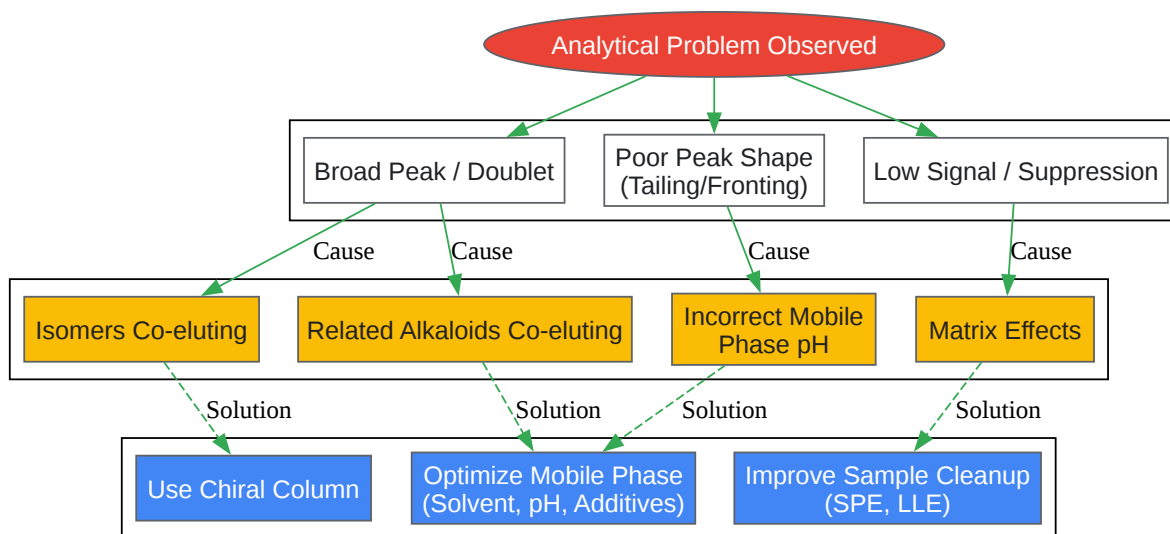 Analytical Problem Observed
Broad Peak / Doublet
Poor Peak Shape
(Tailing/Fronting)
Low Signal / Suppression
Cause
Cause
Cause
Cause
Isomers Co-eluting
Related Alkaloids Co-eluting
Incorrect Mobile
Phase pH
Matrix Effects
Solution
Solution
Solution
Solution
Use Chiral Column
Optimize Mobile Phase
(Solvent, pH, Additives)
Improve Sample Cleanup
(SPE, LLE)